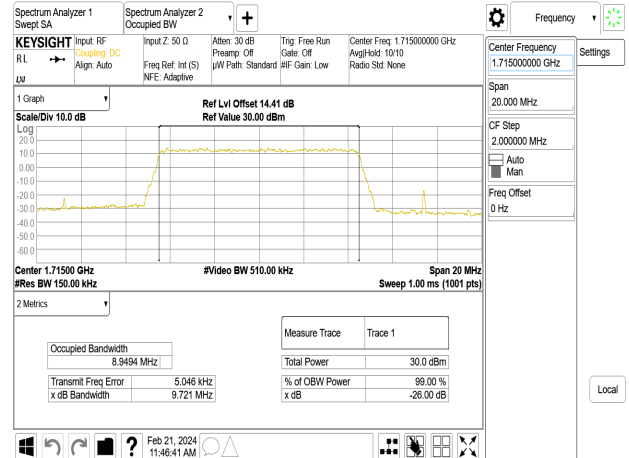 Spectrum Analyzer 1
Swept SA
Spectrum Analyzer 2
Occupied BW
Frequency
KEYSIGHT
RL
LXI
Input: RF
Coupling: DC
Align: Auto
Input Z: 50 Ω
Freq Ref: Int (S)
NFE: Adaptive
Atten: 30 dB
Preamp: Off
µW Path: Standard
Trig: Free Run
Gate: Off
#IF Gain: Low
Center Freq: 1.715000000 GHz
Avg|Hold: 10/10
Radio Std: None
Center Frequency
1.715000000 GHz
Settings
Span
20.000 MHz
CF Step
2.000000 MHz
Auto
Man
Freq Offset
0 Hz
1 Graph
Scale/Div 10.0 dB
Ref Lvl Offset 14.41 dB
Ref Value 30.00 dBm
Log
20.0
10.0
0.00
-10.0
-20.0
-30.0
-40.0
-50.0
-60.0
Center 1.71500 GHz
#Res BW 150.00 kHz
#Video BW 510.00 kHz
Span 20 MHz
Sweep 1.00 ms (1001 pts)
2 Metrics
Measure Trace Trace 1
Occupied Bandwidth
8.9494 MHz
Total Power 30.0 dBm
Transmit Freq Error 5.046 kHz
% of OBW Power 99.00 %
x dB Bandwidth 9.721 MHz
x dB -26.00 dB
Local
?
Feb 21, 2024
11:46:41 AM